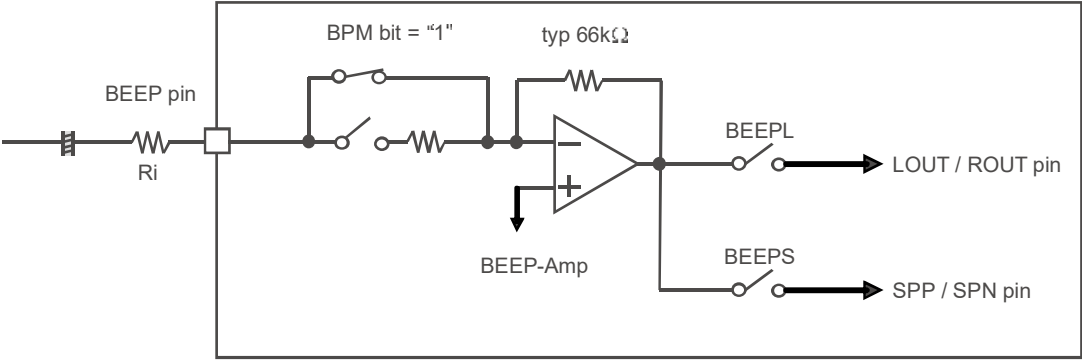 BPM bit = “1”
typ 66kΩ
BEEP pin
Ri
BEEPL
LOUT / ROUT pin
BEEP-Amp
BEEPS
SPP / SPN pin